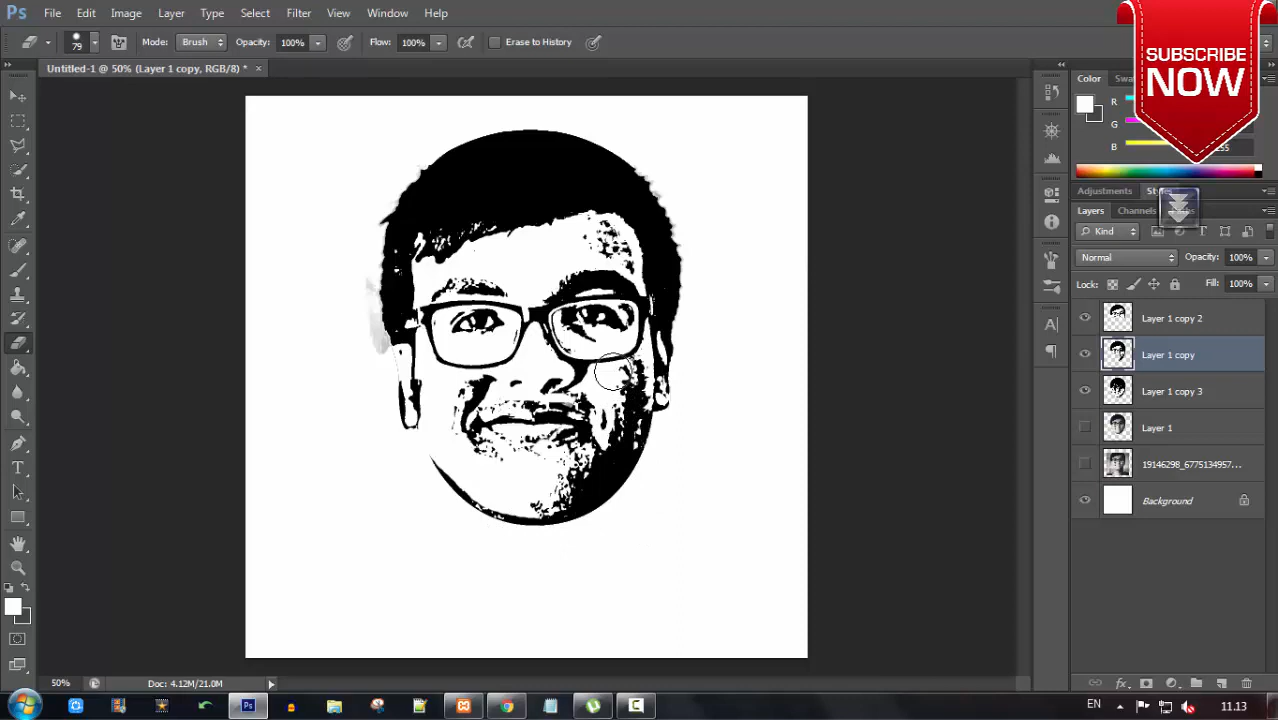 Ps File Edit Image Layer Type Select Filter 3D View Window Help
79 Mode: Brush Opacity: 100% Flow: 100% Erase to History
Untitled-1 @ 50% (Layer 1 copy, RGB/8) * ×
SUBSCRIBE
NOW
Color
R
G
B 255
Adjustments
Layers Channels
Kind
Normal Opacity: 100%
Lock: Fill: 100%
Layer 1 copy 2
Layer 1 copy
Layer 1 copy 3
Layer 1
19146298_6775134957...
Background
50% Doc: 4.12M/21.0M
EN 11.13